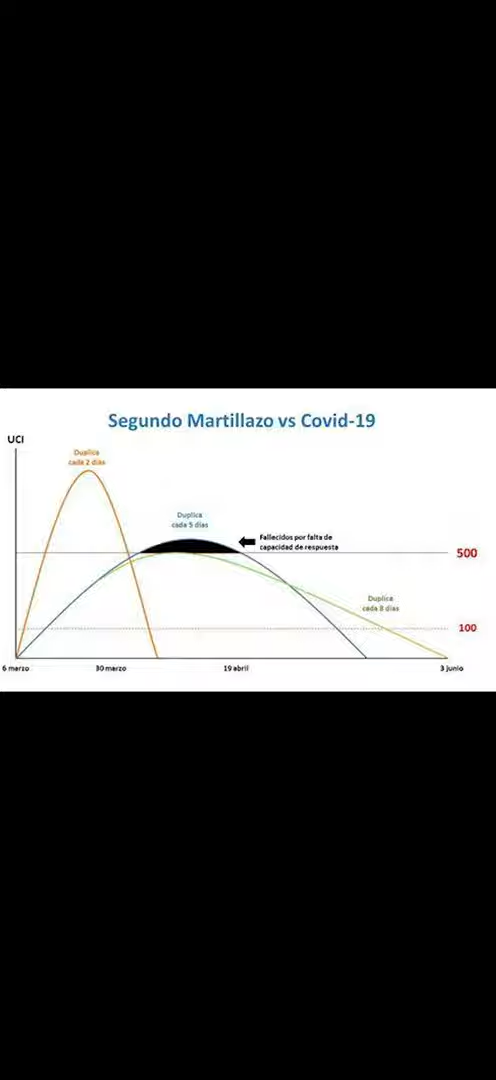 Segundo Martillazo vs Covid-19
UCI
Duplica
cada 2 días
Duplica
cada 5 días
Fallecidos por falta de
capacidad de respuesta
500
Duplica
cada 8 días
100
6 marzo
30 marzo
19 abril
3 junio